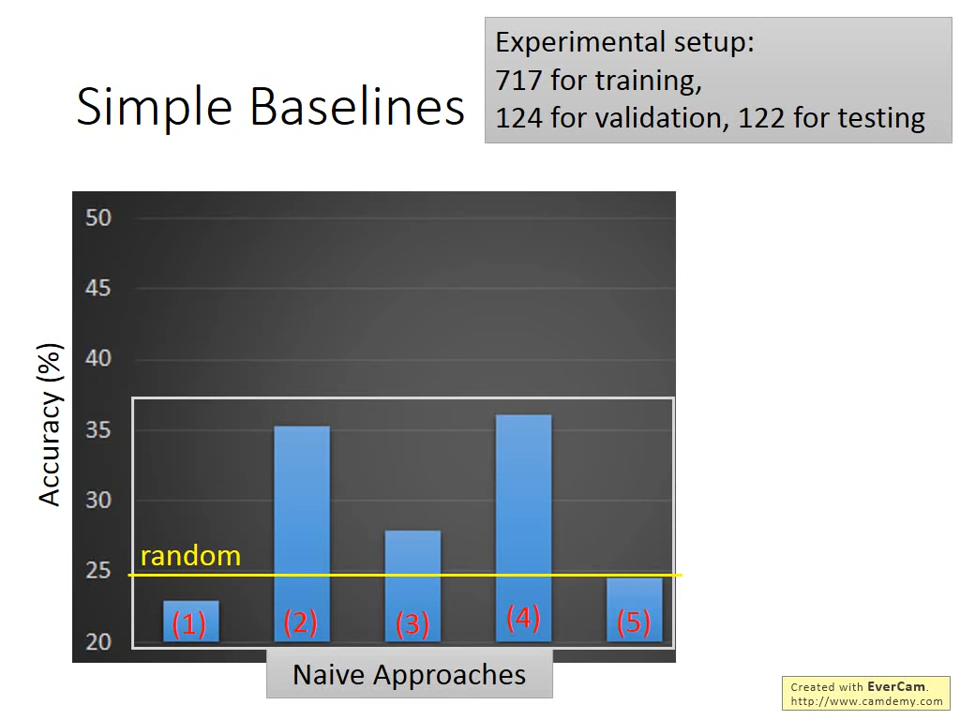 Experimental setup:
717 for training,
124 for validation, 122 for testing
Simple Baselines
50
45
40
35
30
25
20
Accuracy (%)
random
(1)
(2)
(3)
(4)
(5)
Naive Approaches
Created with EverCam.
http://www.camdemy.com